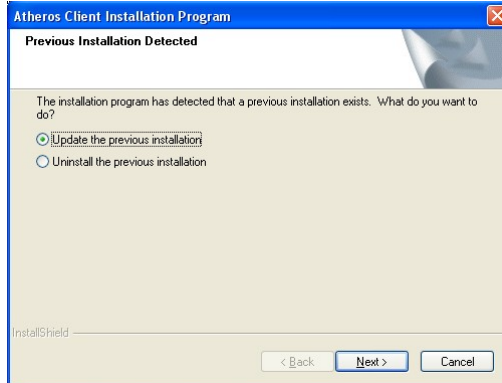 Atheros Client Installation Program
Previous Installation Detected
The installation program has detected that a previous installation exists. What do you want to
do?
Update the previous installation
Uninstall the previous installation
InstallShield
< Back
Next >
Cancel